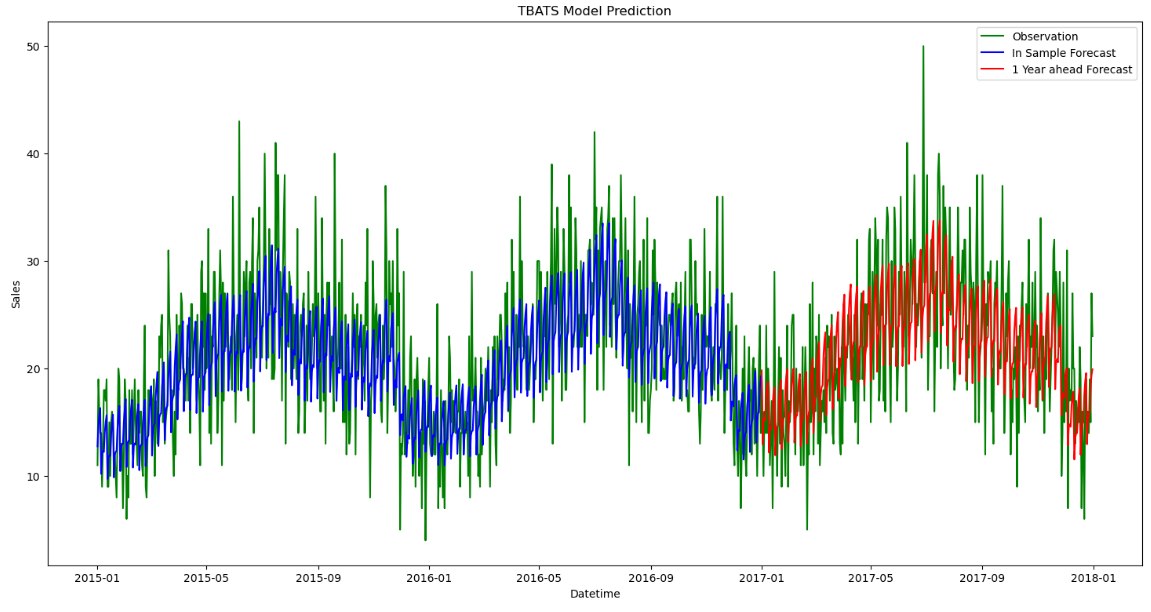 TBATS Model Prediction
Observation
In Sample Forecast
1 Year ahead Forecast
50
40
30
20
10
Sales
2015-01 2015-05 2015-09 2016-01 2016-05 2016-09 2017-01 2017-05 2017-09 2018-01
Datetime